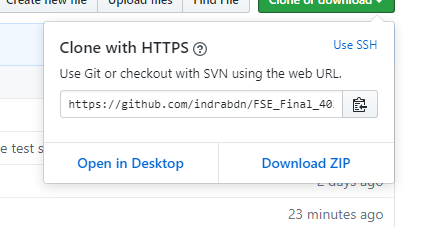 Create new file
Upload files
Find File
Clone or download
Clone with HTTPS
Use SSH
Use Git or checkout with SVN using the web URL.
https://github.com/indrabdn/FSE_Final_40
Open in Desktop
Download ZIP
e test s
2 days ago
23 minutes ago